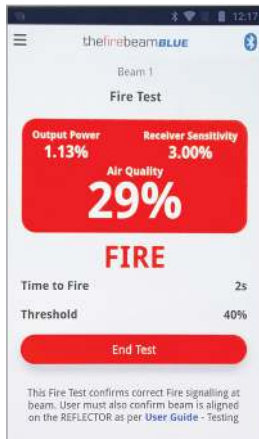 12:17
thefirebeamBLUE
Beam 1
Fire Test
Output Power
Receiver Sensitivity
1.13%
3.00%
Air Quality
29%
FIRE
Time to Fire 2s
Threshold 40%
End Test
This Fire Test confirms correct Fire signalling at
beam. User must also confirm beam is aligned
on the REFLECTOR as per User Guide - Testing